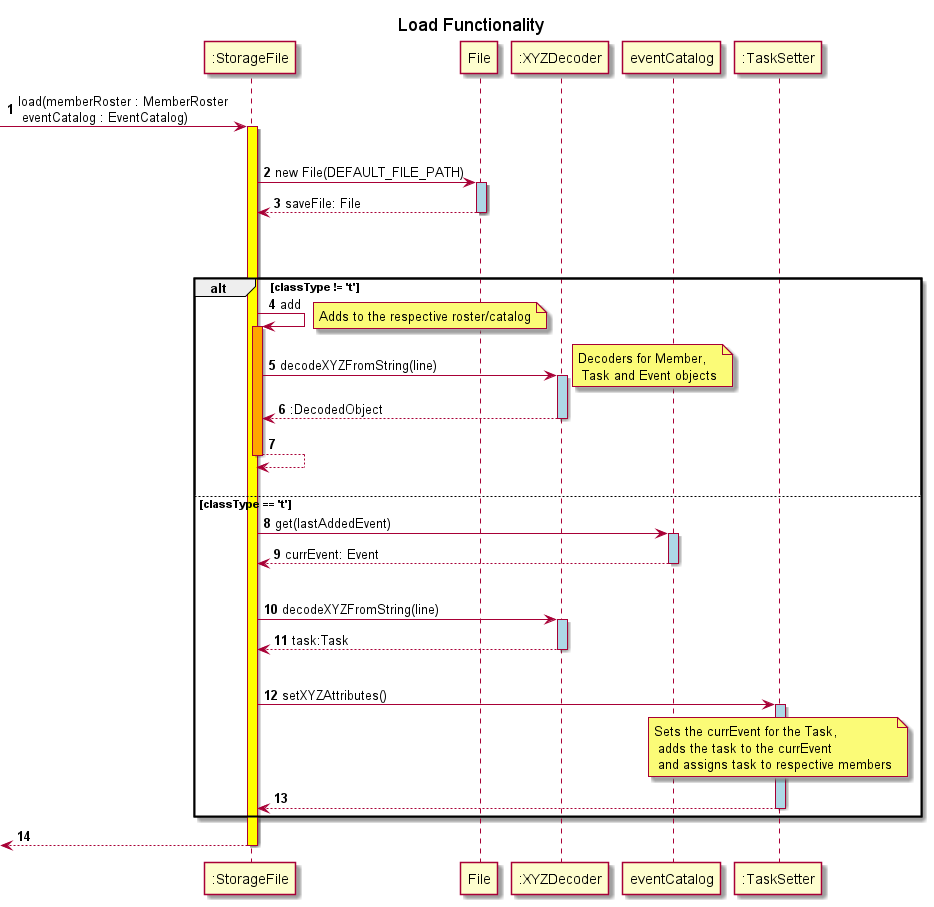 Load Functionality
:StorageFile
File
:XYZDecoder
eventCatalog
:TaskSetter
1 load(memberRoster : MemberRoster
eventCatalog : EventCatalog)
2 new File(DEFAULT_FILE_PATH)
3 saveFile: File
alt [classType != 't']
4 add
Adds to the respective roster/catalog
Decoders for Member,
Task and Event objects
5 decodeXYZFromString(line)
6 :DecodedObject
7
[classType == 't']
8 get(lastAddedEvent)
9 currEvent: Event
10 decodeXYZFromString(line)
11 task:Task
12 setXYZAttributes()
Sets the currEvent for the Task,
adds the task to the currEvent
and assigns task to respective members
13
14
:StorageFile
File
:XYZDecoder
eventCatalog
:TaskSetter